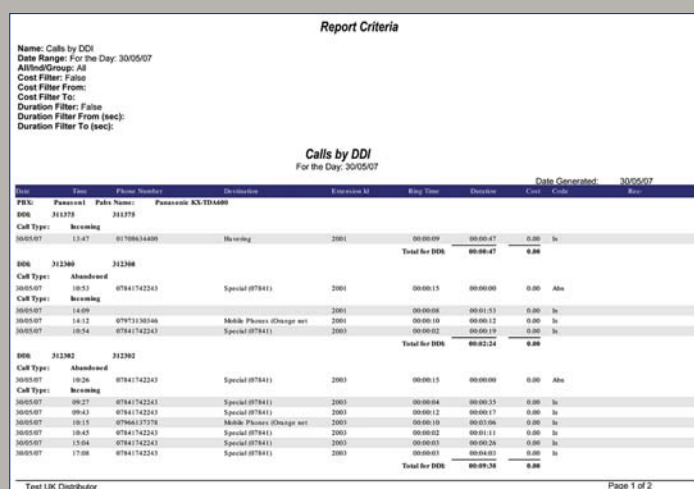 Report Criteria
Name: Calls by DDI
Date Range: For the Day: 30/05/07
All/Ind/Group: All
Cost Filter: False
Cost Filter From:
Cost Filter To:
Duration Filter: False
Duration Filter From (sec):
Duration Filter To (sec):
Calls by DDI
For the Day: 30/05/07
Date Generated: 30/05/07
Date Time Phone Number Destination Extension Id Ring Time Duration Cost Code Rec
PBX: Panasonl Pabx Name: Panasonic KX-TDA600
DDI: 311375 311375
Call Type: Incoming
30/05/07 13:47 01708634400 Havering 2001 00:00:09 00:00:47 0.00 In
Total for DDI: 00:00:47 0.00
DDI: 312300 312300
Call Type: Abandoned
30/05/07 10:53 07841742243 Special (07841) 2001 00:00:15 00:00:00 0.00 Abn
Call Type: Incoming
30/05/07 14:09 2001 00:00:08 00:01:53 0.00 In
30/05/07 14:12 07973130346 Mobile Phones (Orange net 2001 00:00:10 00:00:12 0.00 In
30/05/07 10:54 07841742243 Special (07841) 2003 00:00:02 00:00:19 0.00 In
Total for DDI: 00:02:24 0.00
DDI: 312302 312302
Call Type: Abandoned
30/05/07 10:26 07841742243 Special (07841) 2003 00:00:15 00:00:00 0.00 Abn
Call Type: Incoming
30/05/07 09:27 07841742243 Special (07841) 2003 00:00:04 00:00:35 0.00 In
30/05/07 09:43 07841742243 Special (07841) 2003 00:00:12 00:00:17 0.00 In
30/05/07 10:15 07966137378 Mobile Phones (Orange net 2003 00:00:10 00:03:06 0.00 In
30/05/07 10:45 07841742243 Special (07841) 2003 00:00:02 00:01:11 0.00 In
30/05/07 15:04 07841742243 Special (07841) 2003 00:00:03 00:00:26 0.00 In
30/05/07 17:08 07841742243 Special (07841) 2003 00:00:03 00:04:03 0.00 In
Total for DDI: 00:09:38 0.00
Test UK Distributor Page 1 of 2